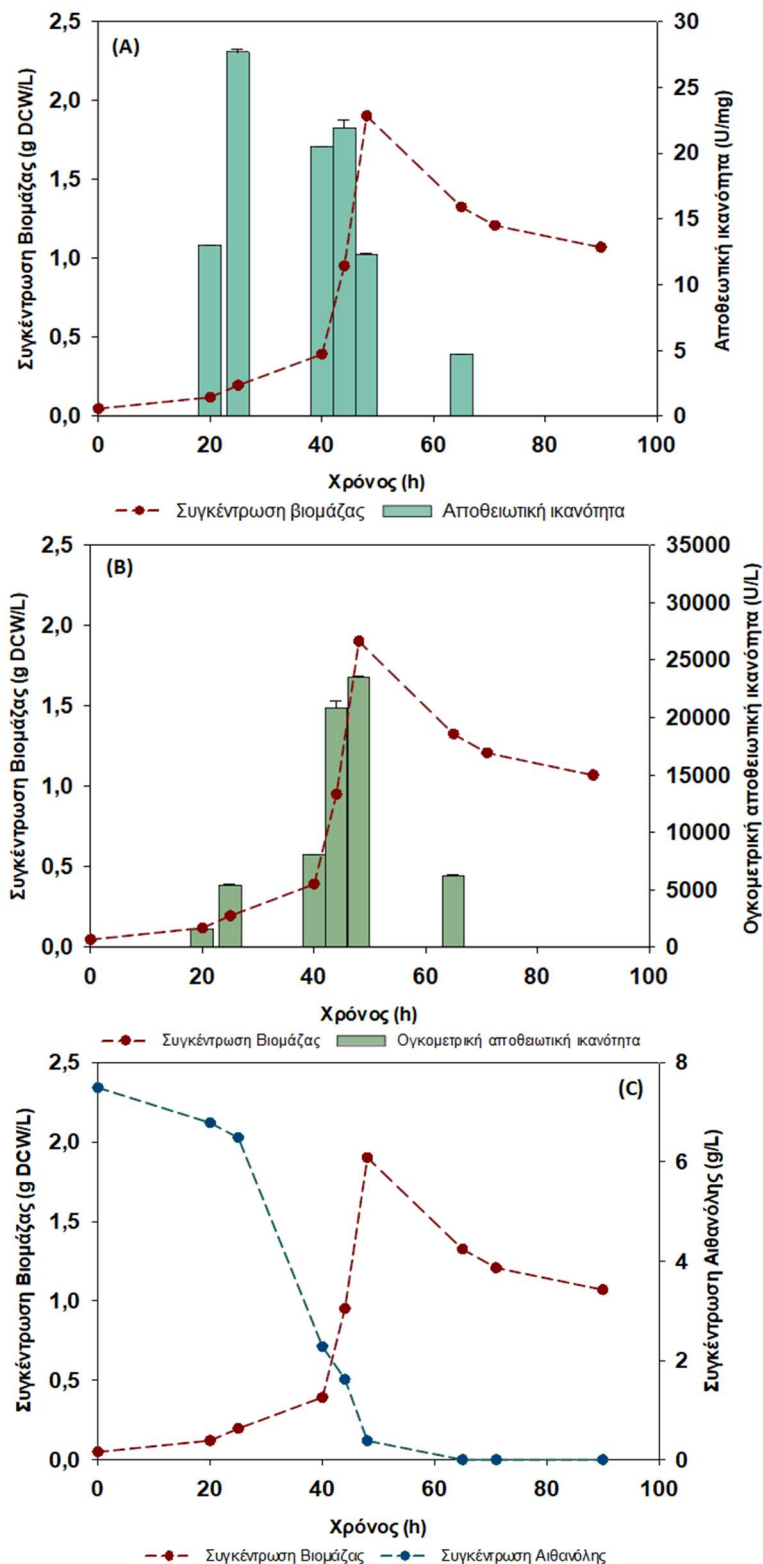 (A)
Συγκέντρωση Βιομάζας (g DCW/L)
2,5
2,0
1,5
1,0
0,5
0,0
30
25
20
15
10
5
0
Αποθεωτική ικανότητα (U/mg)
0 20 40 60 80 100
Χρόνος (h)
Συγκέντρωση βιομάζας Αποθειωτική ικανότητα
(B)
Συγκέντρωση Βιομάζας (g DCW/L)
2,5
2,0
1,5
1,0
0,5
0,0
35000
30000
25000
20000
15000
10000
5000
0
Ογκομετρική αποθειωτική ικανότητα (U/L)
0 20 40 60 80 100
Χρόνος (h)
Συγκέντρωση Βιομάζας Ογκομετρική αποθειωτική ικανότητα
(C)
Συγκέντρωση Βιομάζας (g DCW/L)
2,5
2,0
1,5
1,0
0,5
0,0
8
6
4
2
0
Συγκέντρωση Αιθανόλης (g/L)
0 20 40 60 80 100
Χρόνος (h)
Συγκέντρωση Βιομάζας Συγκέντρωση Αιθανόλης